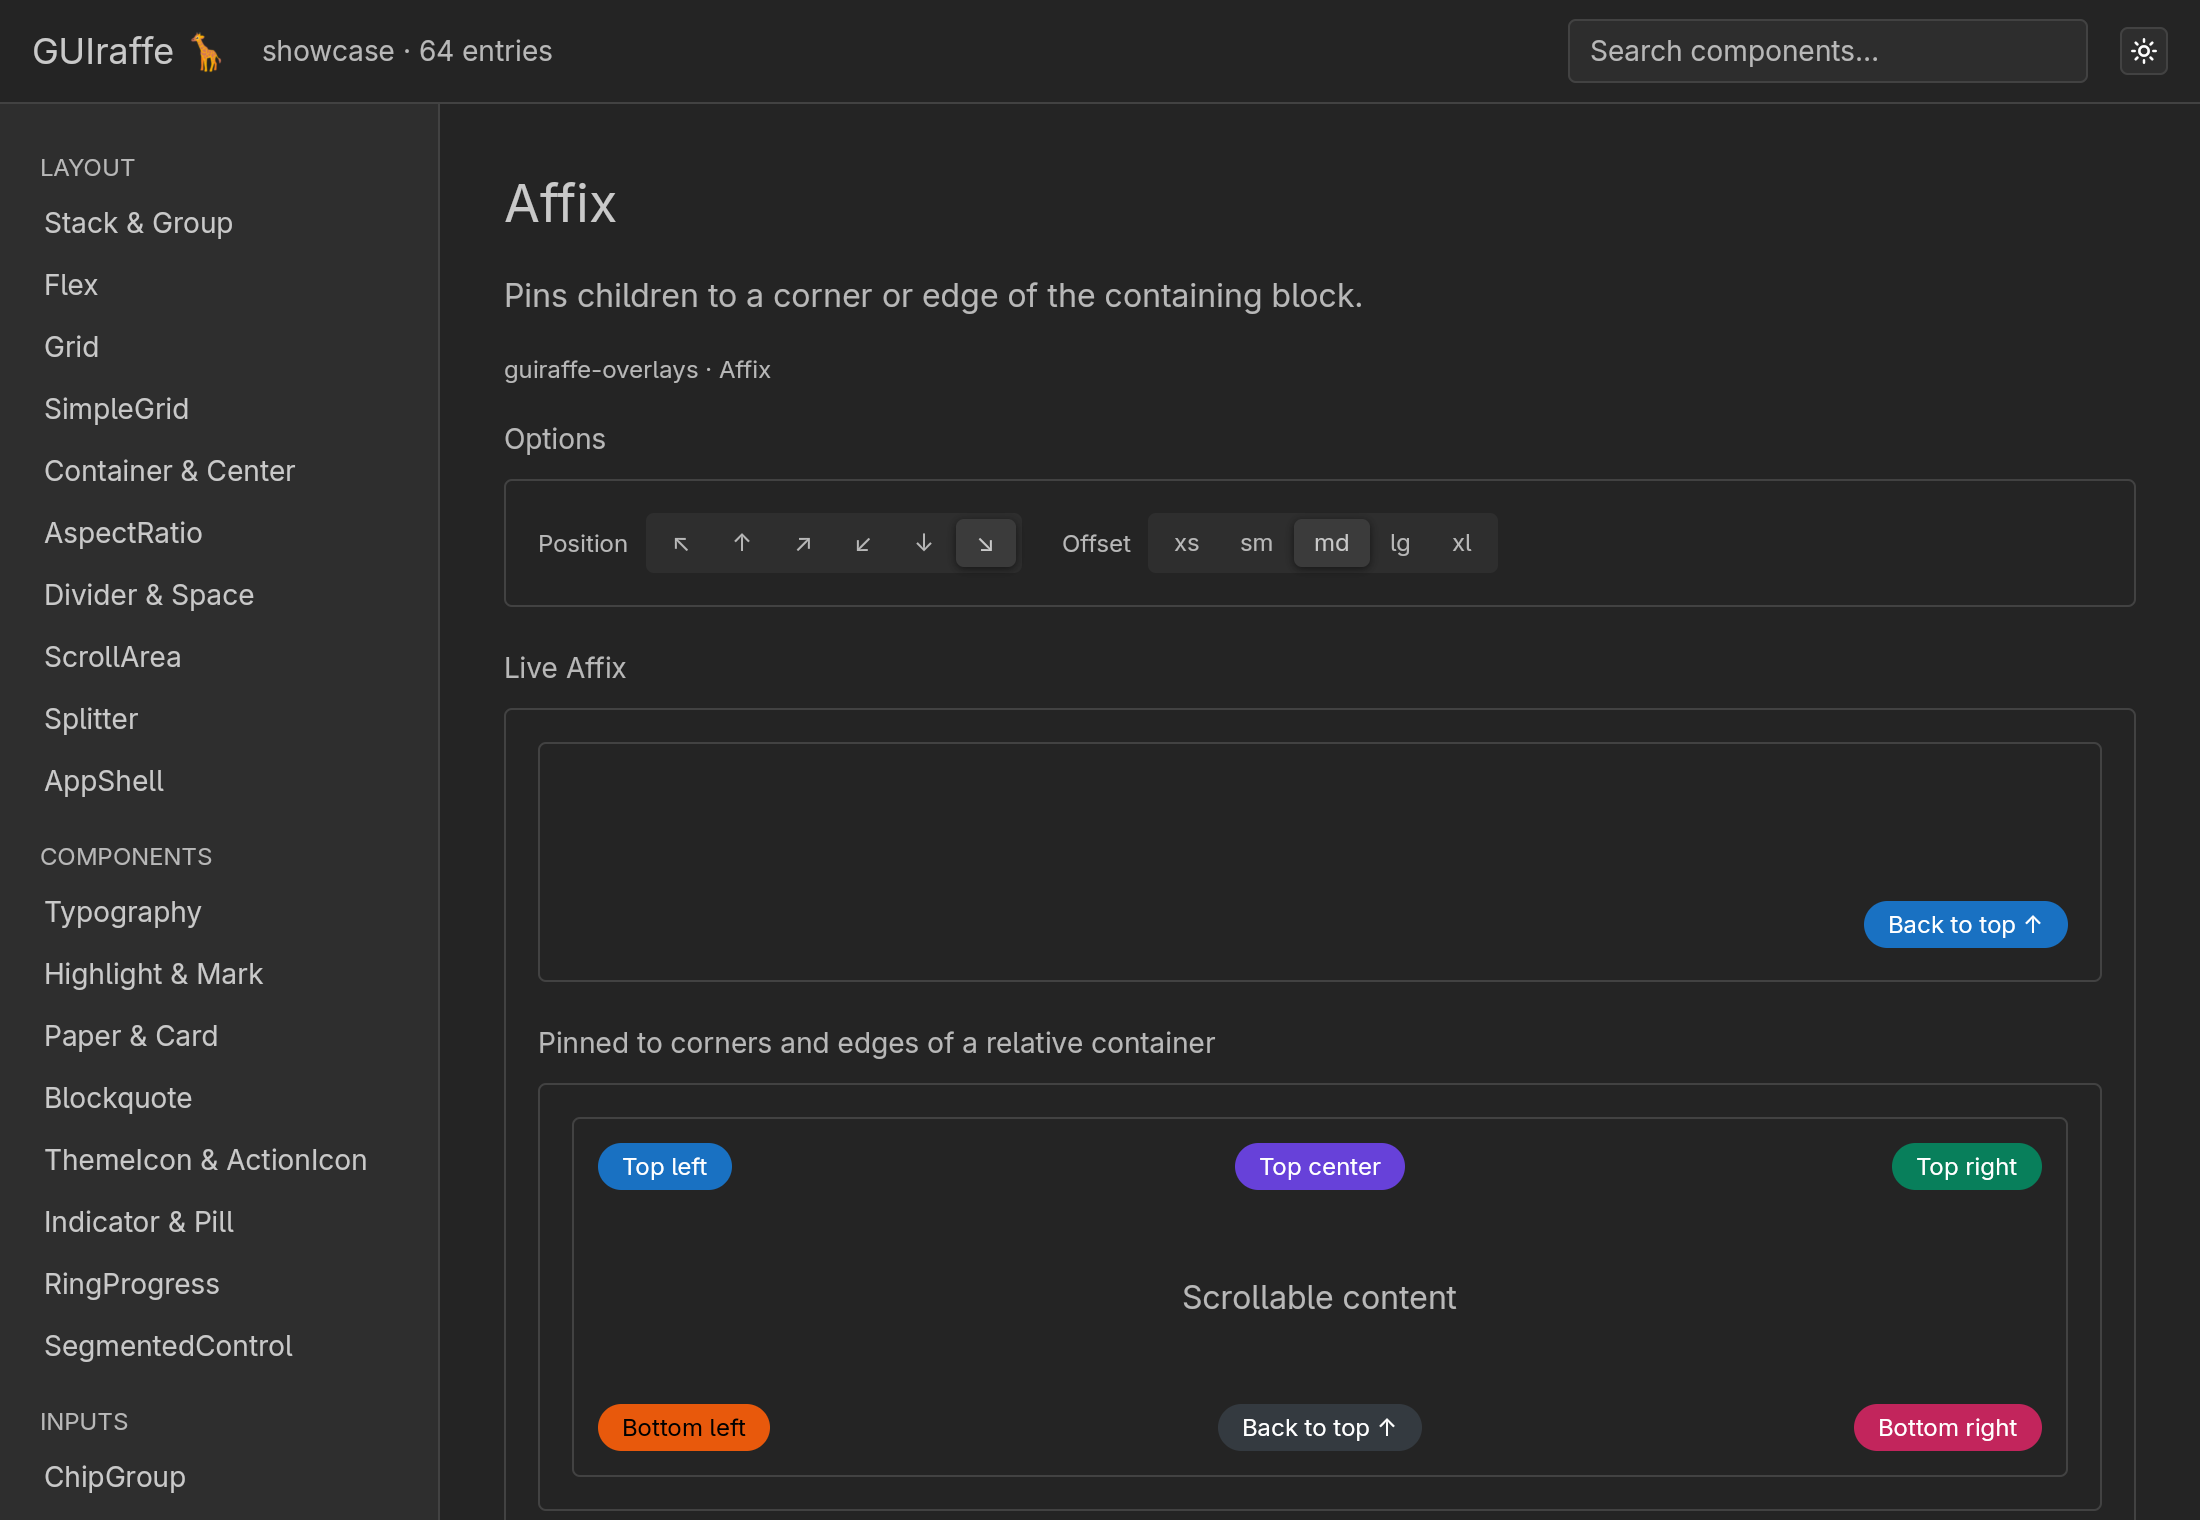 GUIraffe 🦒 showcase · 64 entries
Search components...
LAYOUT
Stack & Group
Flex
Grid
SimpleGrid
Container & Center
AspectRatio
Divider & Space
ScrollArea
Splitter
AppShell
COMPONENTS
Typography
Highlight & Mark
Paper & Card
Blockquote
ThemeIcon & ActionIcon
Indicator & Pill
RingProgress
SegmentedControl
INPUTS
ChipGroup
Affix
Pins children to a corner or edge of the containing block.
guiraffe-overlays · Affix
Options
Position ↖ ↑ ↗ ↙ ↓ ↘ Offset xs sm md lg xl
Live Affix
Back to top ↑
Pinned to corners and edges of a relative container
Top left Top center Top right
Scrollable content
Bottom left Back to top ↑ Bottom right